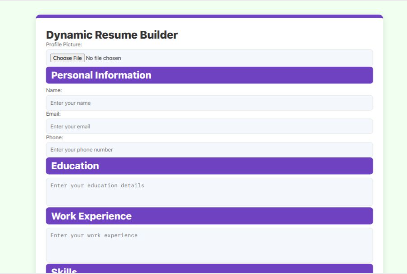 Dynamic Resume Builder
Profile Picture:
Choose File No file chosen
Personal Information
Name:
Enter your name
Email:
Enter your email
Phone:
Enter your phone number
Education
Enter your education details
Work Experience
Enter your work experience
Skills